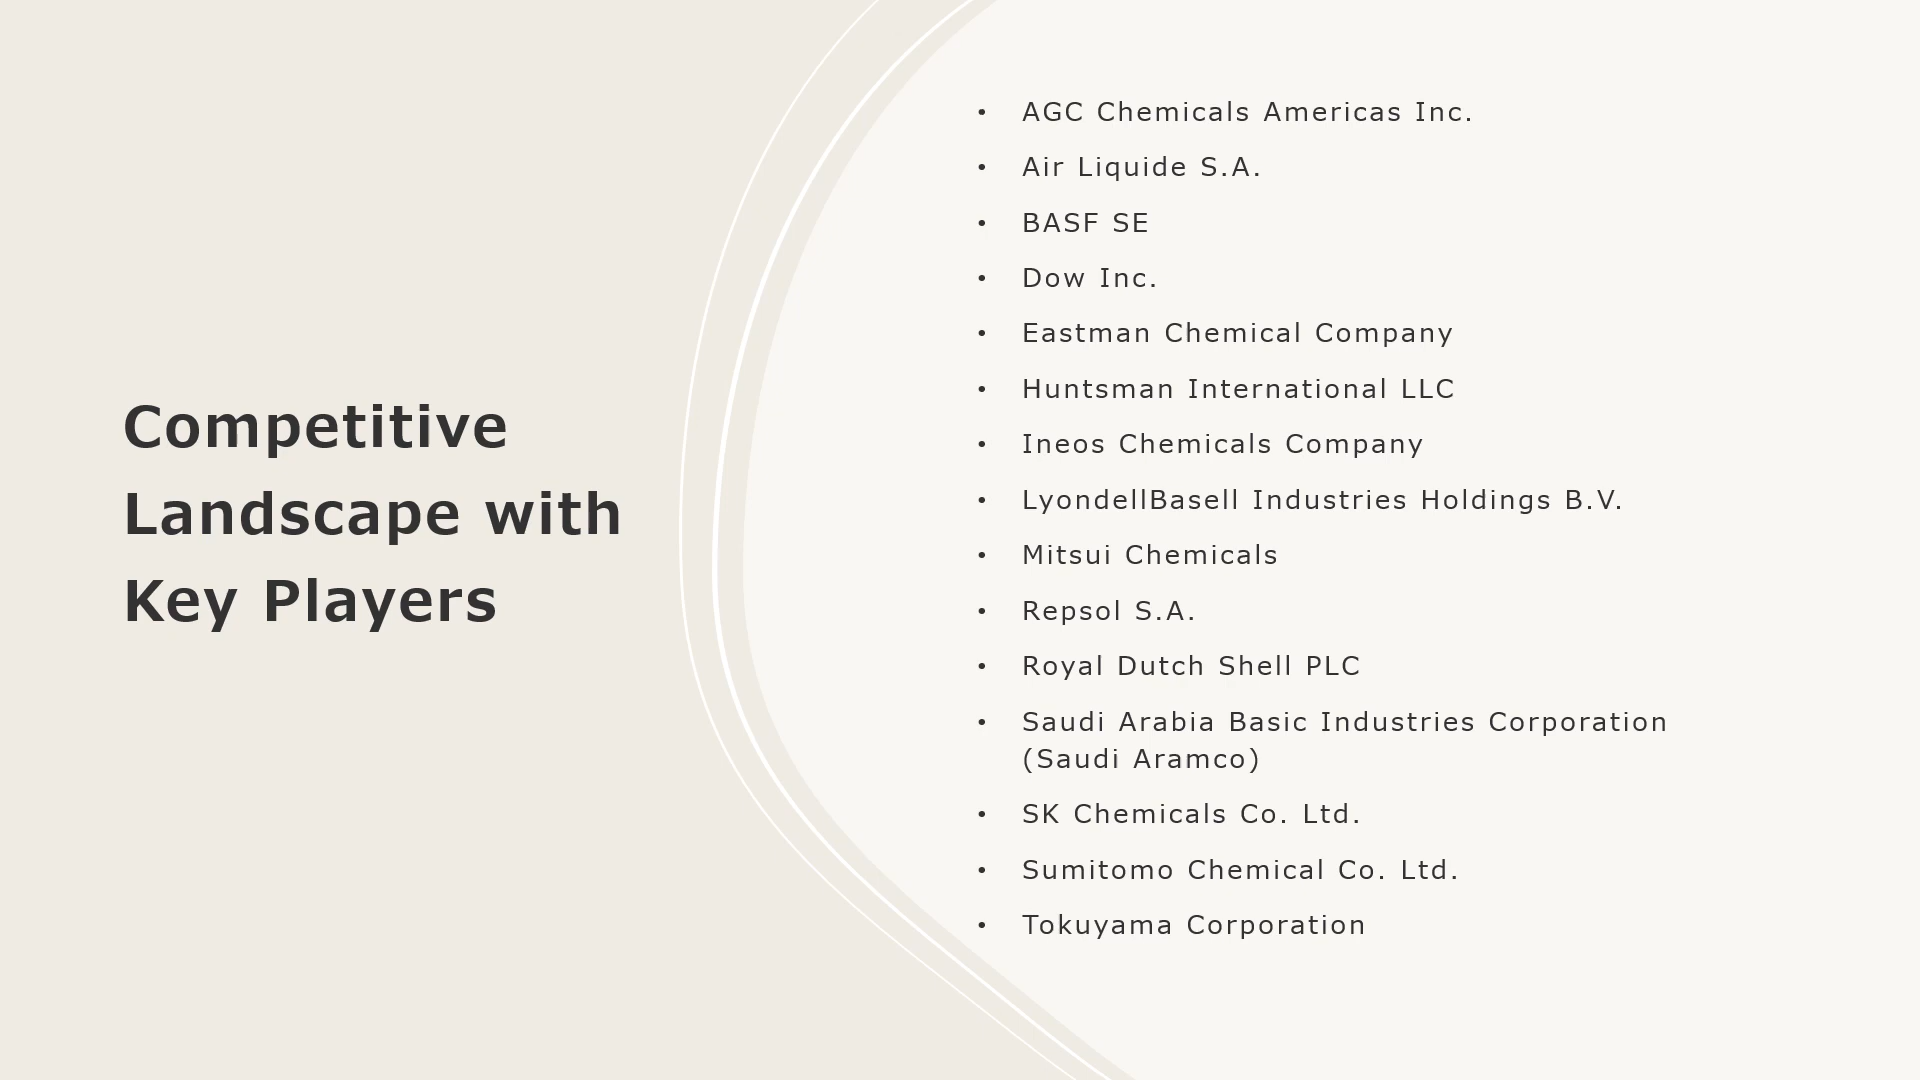 Competitive
Landscape with
Key Players
• AGC Chemicals Americas Inc.
• Air Liquide S.A.
• BASF SE
• Dow Inc.
• Eastman Chemical Company
• Huntsman International LLC
• Ineos Chemicals Company
• LyondellBasell Industries Holdings B.V.
• Mitsui Chemicals
• Repsol S.A.
• Royal Dutch Shell PLC
• Saudi Arabia Basic Industries Corporation
(Saudi Aramco)
• SK Chemicals Co. Ltd.
• Sumitomo Chemical Co. Ltd.
• Tokuyama Corporation